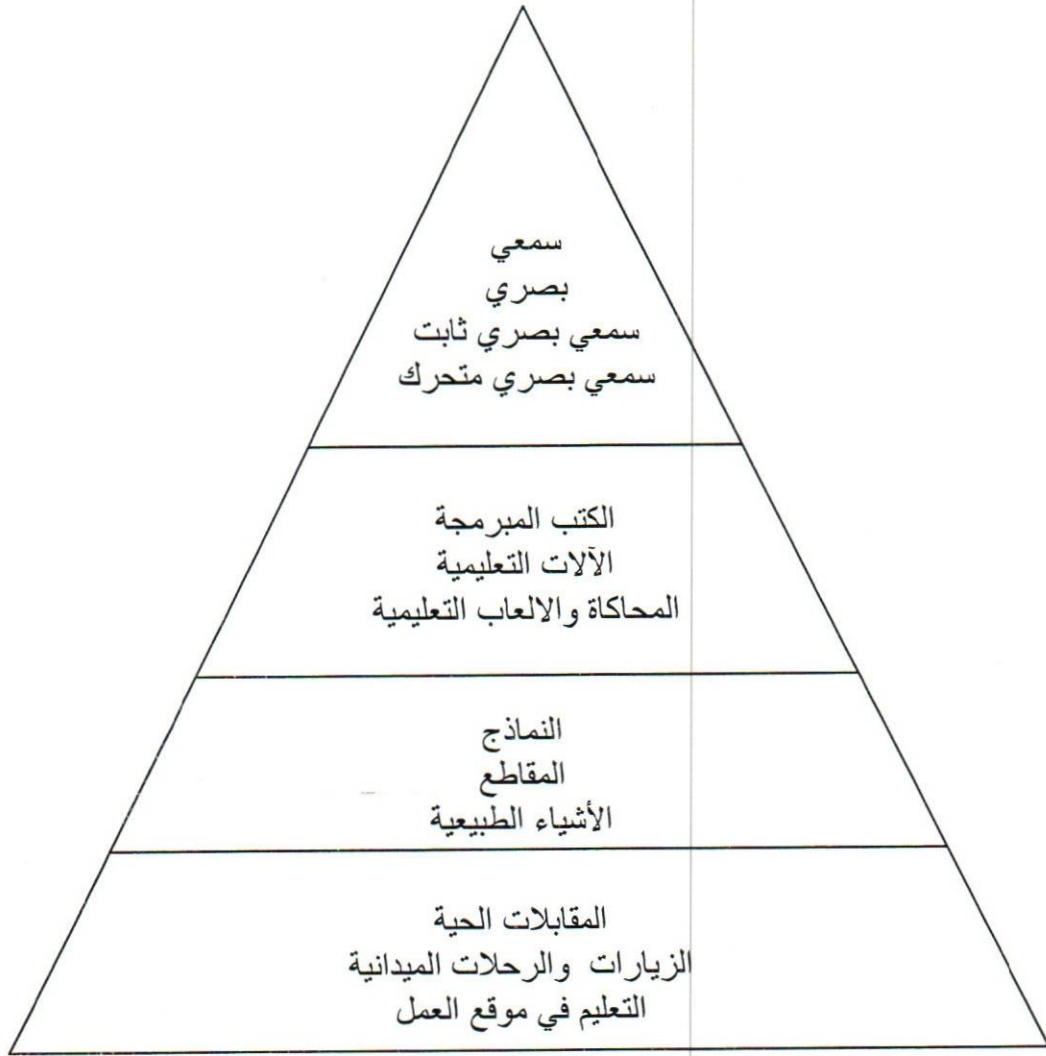 سمعي
بصري
سمعي بصري ثابت
سمعي بصري متحرك
الكتب المبرمجة
الآلات التعليمية
المحاكاة والالعاب التعليمية
النماذج
المقاطع
الأشياء الطبيعية
المقابلات الحية
الزيارات والرحلات الميدانية
التعليم في موقع العمل